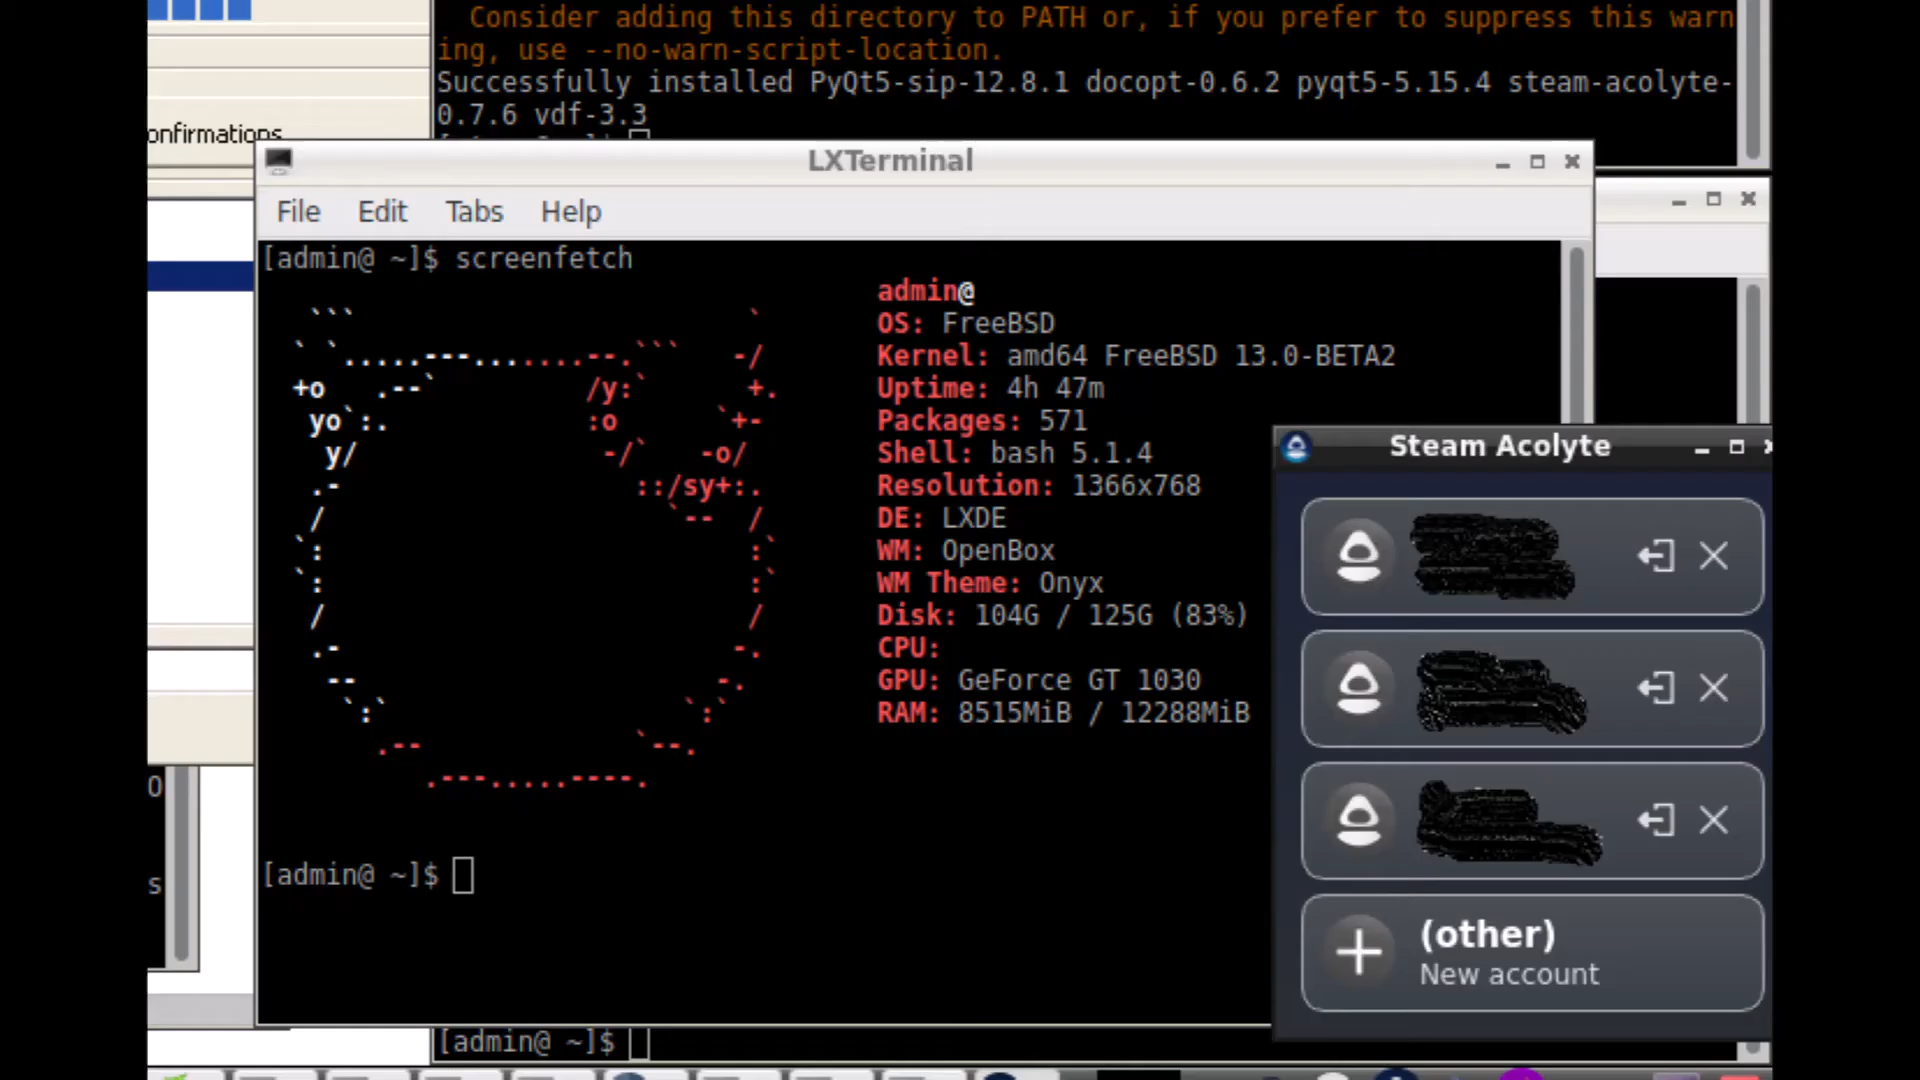 Consider adding this directory to PATH or, if you prefer to suppress this warn
ing, use --no-warn-script-location.
Successfully installed PyQt5-sip-12.8.1 docopt-0.6.2 pyqt5-5.15.4 steam-acolyte-
0.7.6 vdf-3.3
onfirmations
LXTerminal
File Edit Tabs Help
[admin@ ~]$ screenfetch
admin@
OS: FreeBSD
Kernel: amd64 FreeBSD 13.0-BETA2
Uptime: 4h 47m
Packages: 571
Shell: bash 5.1.4
Resolution: 1366x768
DE: LXDE
WM: OpenBox
WM Theme: Onyx
Disk: 104G / 125G (83%)
CPU:
GPU: GeForce GT 1030
RAM: 8515MiB / 12288MiB
[admin@ ~]$
Steam Acolyte
(other)
New account
0
s
[admin@ ~]$